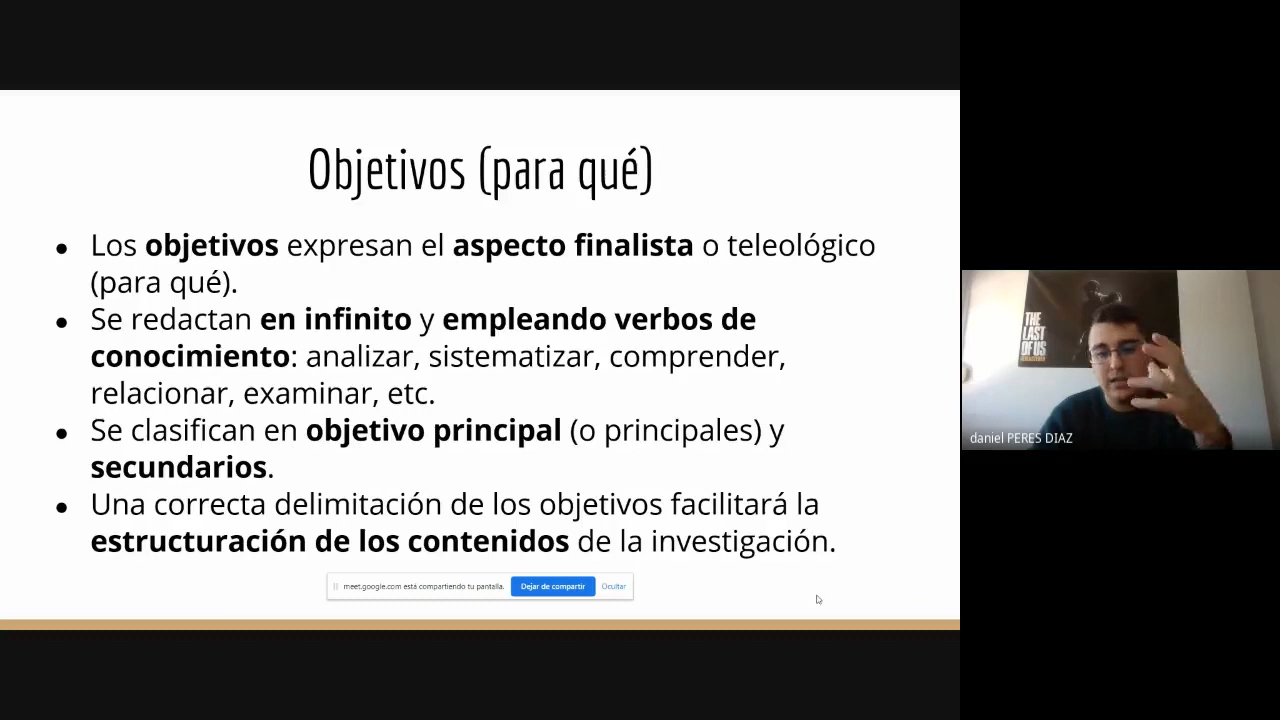 Objetivos (para qué)
● Los objetivos expresan el aspecto finalista o teleológico
(para qué).
● Se redactan en infinito y empleando verbos de
conocimiento: analizar, sistematizar, comprender,
relacionar, examinar, etc.
● Se clasifican en objetivo principal (o principales) y
secundarios.
● Una correcta delimitación de los objetivos facilitará la
estructuración de los contenidos de la investigación.
meet.google.com está compartiendo tu pantalla. Dejar de compartir Ocultar
THE
LAST
OF US
daniel PERES DIAZ